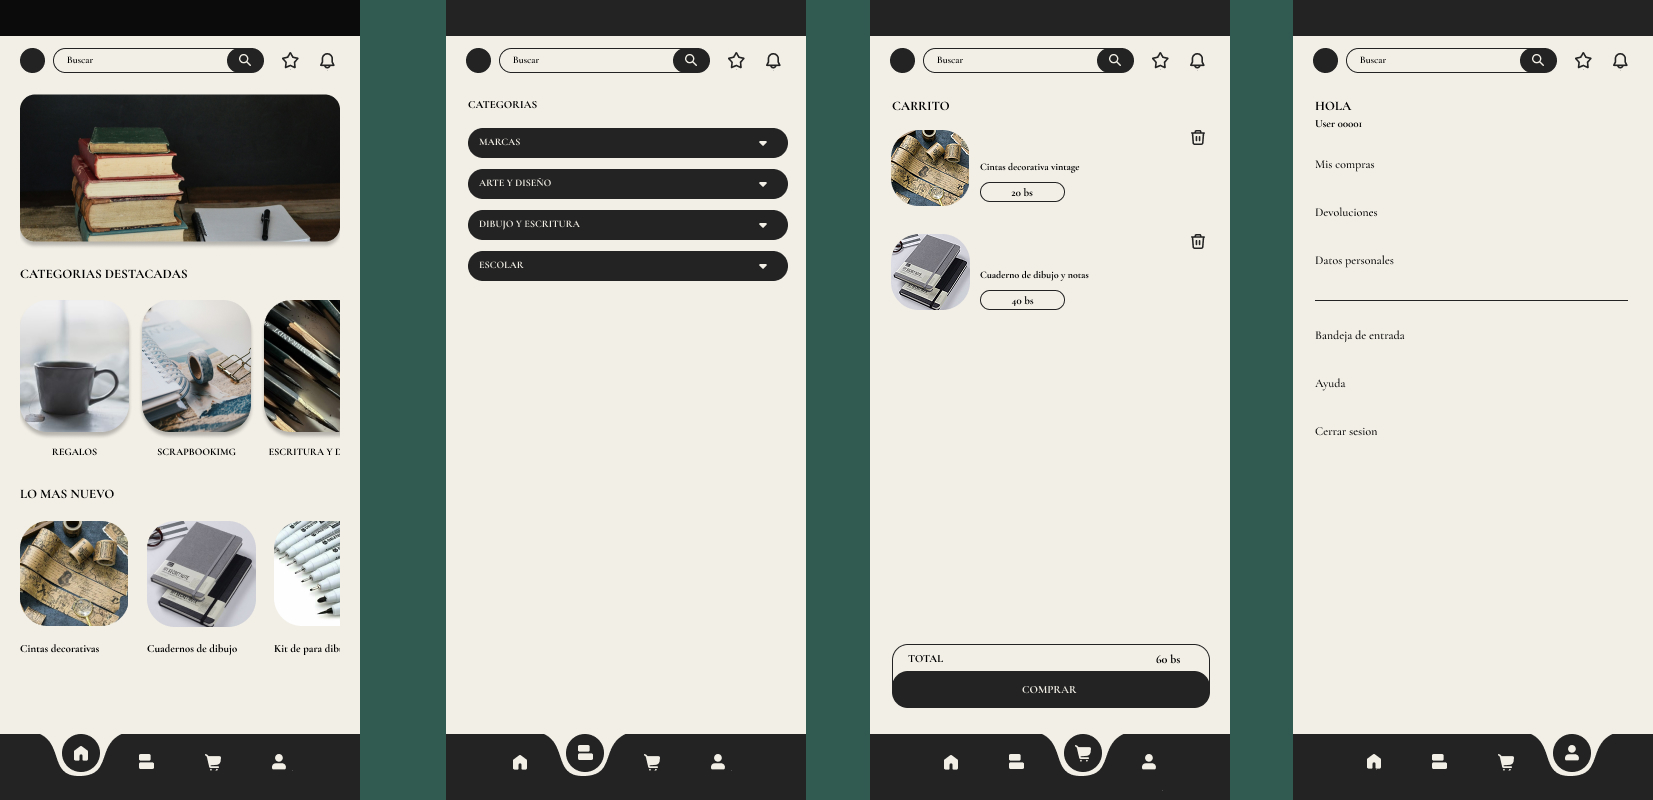 Buscar
CATEGORIAS DESTACADAS
REGALOS
SCRAPBOOKIMG
ESCRITURA Y D
LO MAS NUEVO
Cintas decorativas
Cuadernos de dibujo
Kit de para dib
Buscar
CATEGORIAS
MARCAS
ARTE Y DISEÑO
DIBUJO Y ESCRITURA
ESCOLAR
Buscar
CARRITO
Cintas decorativa vintage
20 bs
Cuaderno de dibujo y notas
40 bs
TOTAL
60 bs
COMPRAR
Buscar
HOLA
User 00001
Mis compras
Devoluciones
Datos personales
Bandeja de entrada
Ayuda
Cerrar sesion